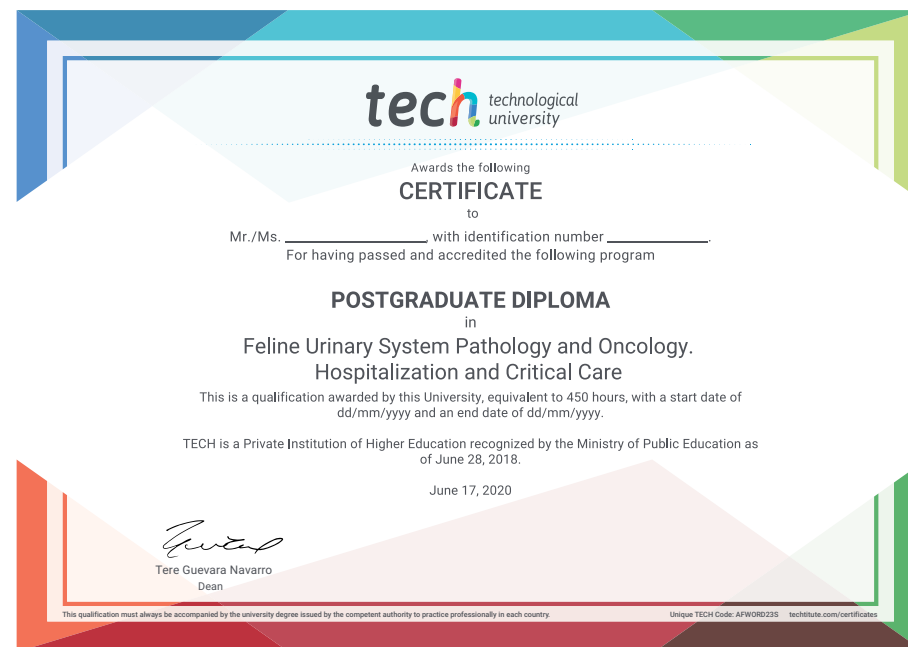 tech technological
university
Awards the following
CERTIFICATE
to
Mr./Ms. ____________, with identification number ____________.
For having passed and accredited the following program
POSTGRADUATE DIPLOMA
in
Feline Urinary System Pathology and Oncology.
Hospitalization and Critical Care
This is a qualification awarded by this University, equivalent to 450 hours, with a start date of
dd/mm/yyyy and an end date of dd/mm/yyyy.
TECH is a Private Institution of Higher Education recognized by the Ministry of Public Education as
of June 28, 2018.
June 17, 2020
Tere Guevara Navarro
Dean
This qualification must always be accompanied by the university degree issued by the competent authority to practice professionally in each country. Unique TECH Code: AFWORD23S techtitute.com/certificates